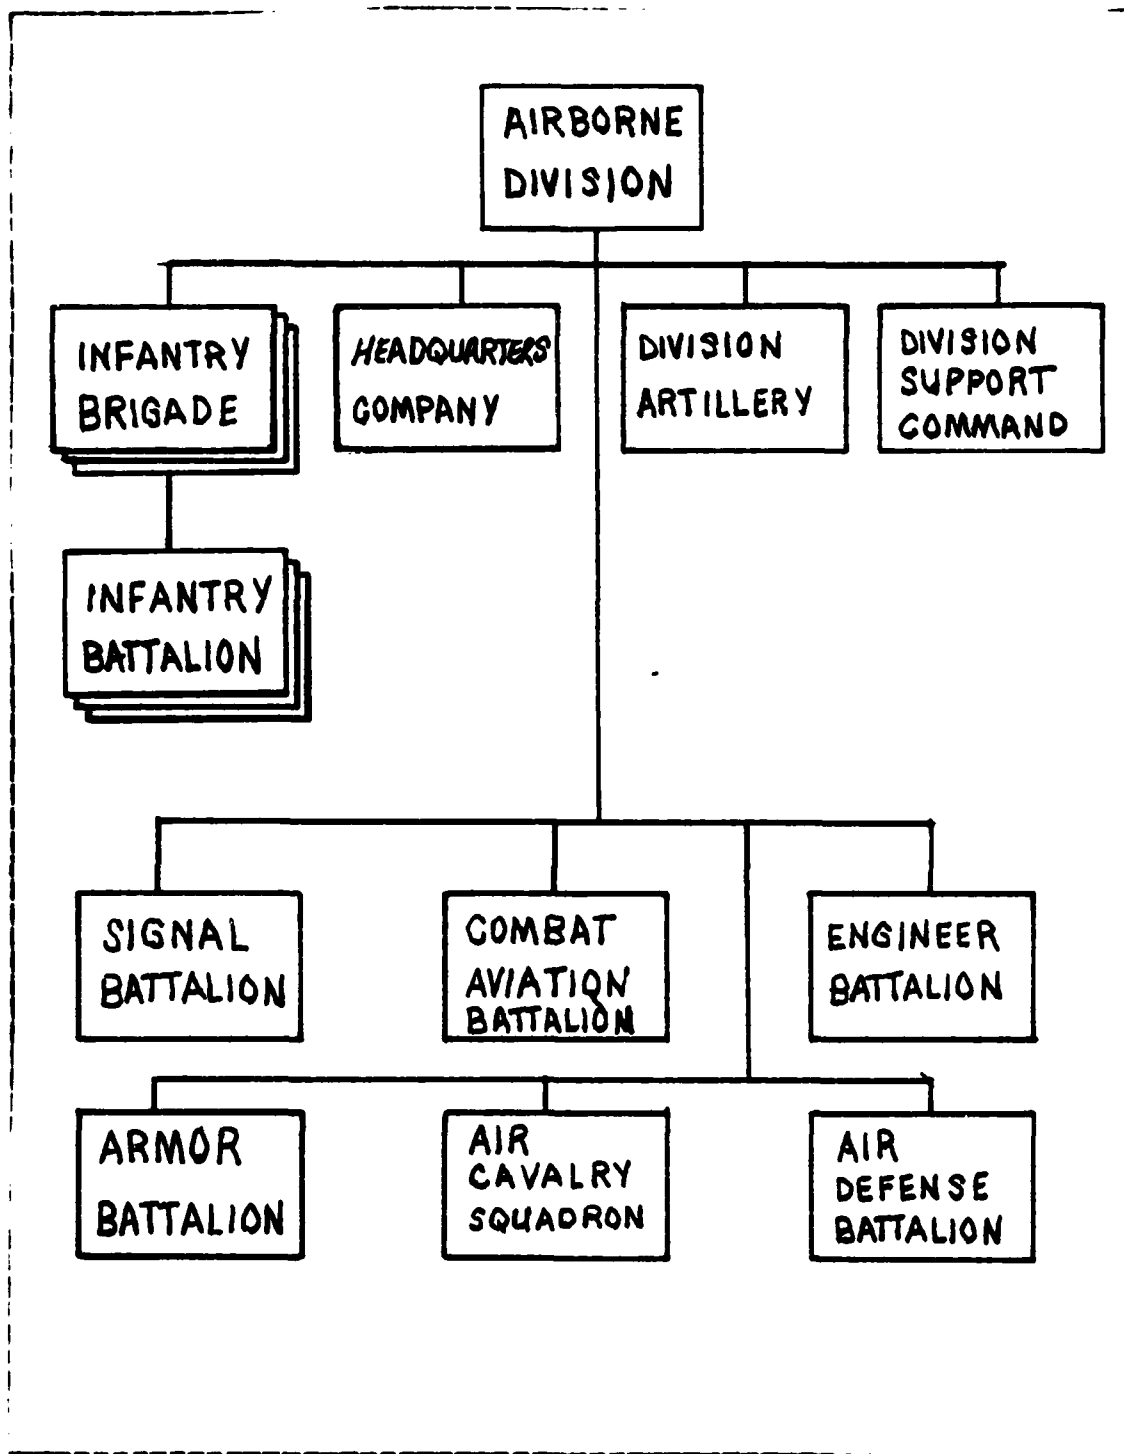 AIRBORNE
DIVISION
INFANTRY
BRIGADE
HEADQUARTERS
COMPANY
DIVISION
ARTILLERY
DIVISION
SUPPORT
COMMAND
INFANTRY
BATTALION
SIGNAL
BATTALION
COMBAT
AVIATION
BATTALION
ENGINEER
BATTALION
ARMOR
BATTALION
AIR
CAVALRY
SQUADRON
AIR
DEFENSE
BATTALION